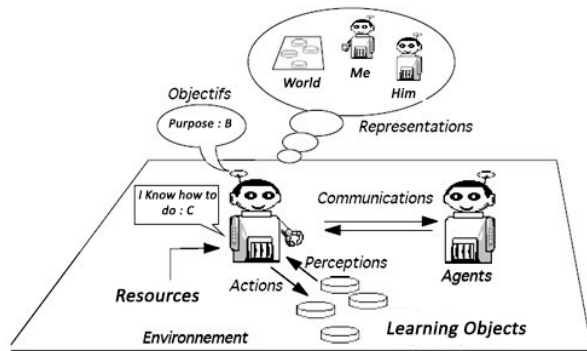 World
Me
Him
Objectifs
Purpose : B
Representations
I Know how to
do : C
Communications
Perceptions
Agents
Resources
Actions
Learning Objects
Environnement